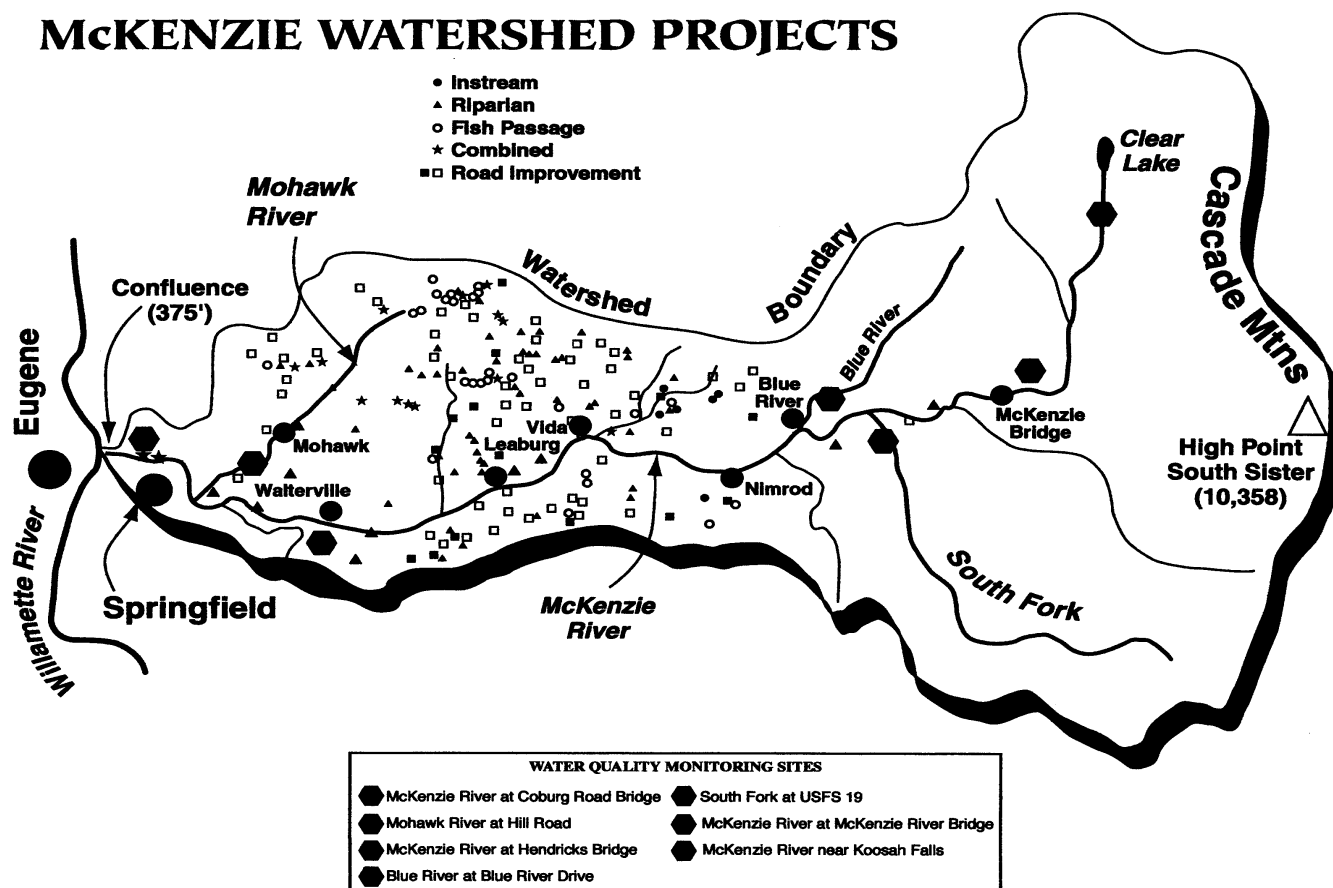 McKENZIE WATERSHED PROJECTS
Instream
Riparian
Fish Passage
Combined
Road Improvement
Mohawk
River
Clear
Lake
Cascade Mtns
Watershed
Boundary
Confluence
(375')
Eugene
Blue River
Blue
River
McKenzie
Bridge
High Point
South Sister
(10,358)
Mohawk
Vida
Leaburg
Walterville
Nimrod
Willamette River
Springfield
McKenzie
River
South Fork
WATER QUALITY MONITORING SITES
McKenzie River at Coburg Road Bridge
Mohawk River at Hill Road
McKenzie River at Hendricks Bridge
Blue River at Blue River Drive
South Fork at USFS 19
McKenzie River at McKenzie River Bridge
McKenzie River near Koosah Falls